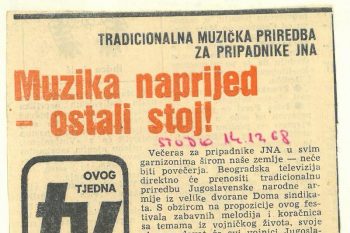 TRADICIONALNA MUZIČKA PRIREDBA
ZA PRIPADNIKE JNA
Muzika naprijed
– ostali stoj!
STUDIO 14.12.68
OVOG
TJEDNA
tv
Večeras za pripadnike JNA u svim
garnizonima širom naše zemlje — neće
biti povečerja. Beogradska televizija
direktno će prenositi tradicionalnu
priredbu Jugoslavenske narodne ar-
mije iz velike dvorane Doma sindika-
ta. S obzirom na propozicije ovog fes-
tivala zabavnih melodija i koračnica
sa temama iz vojničkog života, svoje